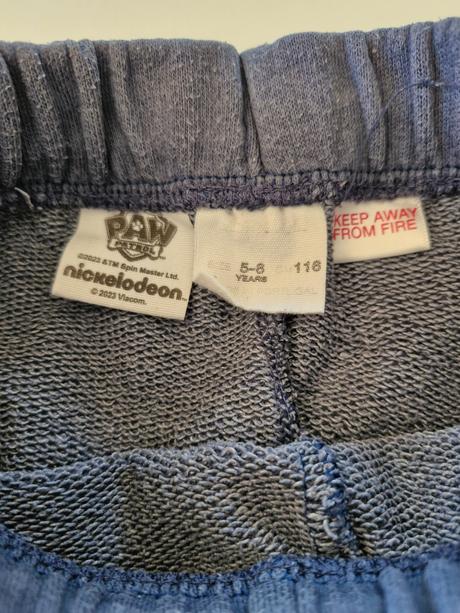 PAW
PATROL
©2023 &TM Spin Master Ltd.
nickelodeon
© 2023 Viacom.
5-6 116
YEARS
KEEP AWAY
FROM FIRE